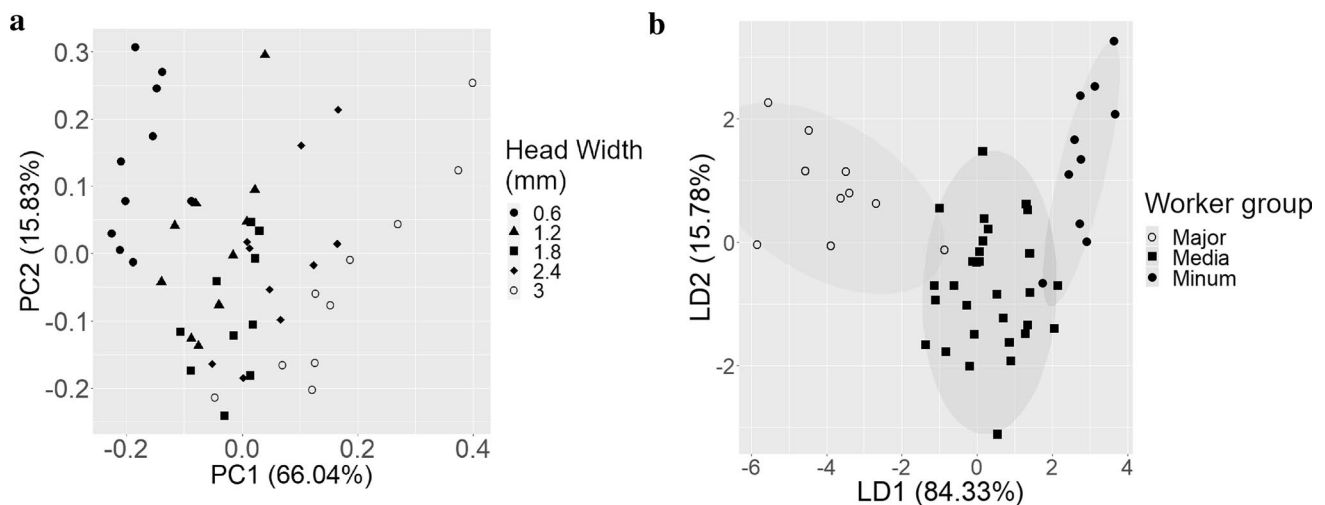 a
0.3
0.2
0.1
0.0
-0.1
-0.2
PC2 (15.83%)
-0.2 0.0 0.2 0.4
PC1 (66.04%)
Head Width
(mm)
0.6
1.2
1.8
2.4
3
b
2
0
-2
LD2 (15.78%)
-6 -4 -2 0 2 4
LD1 (84.33%)
Worker group
Major
Media
Minum